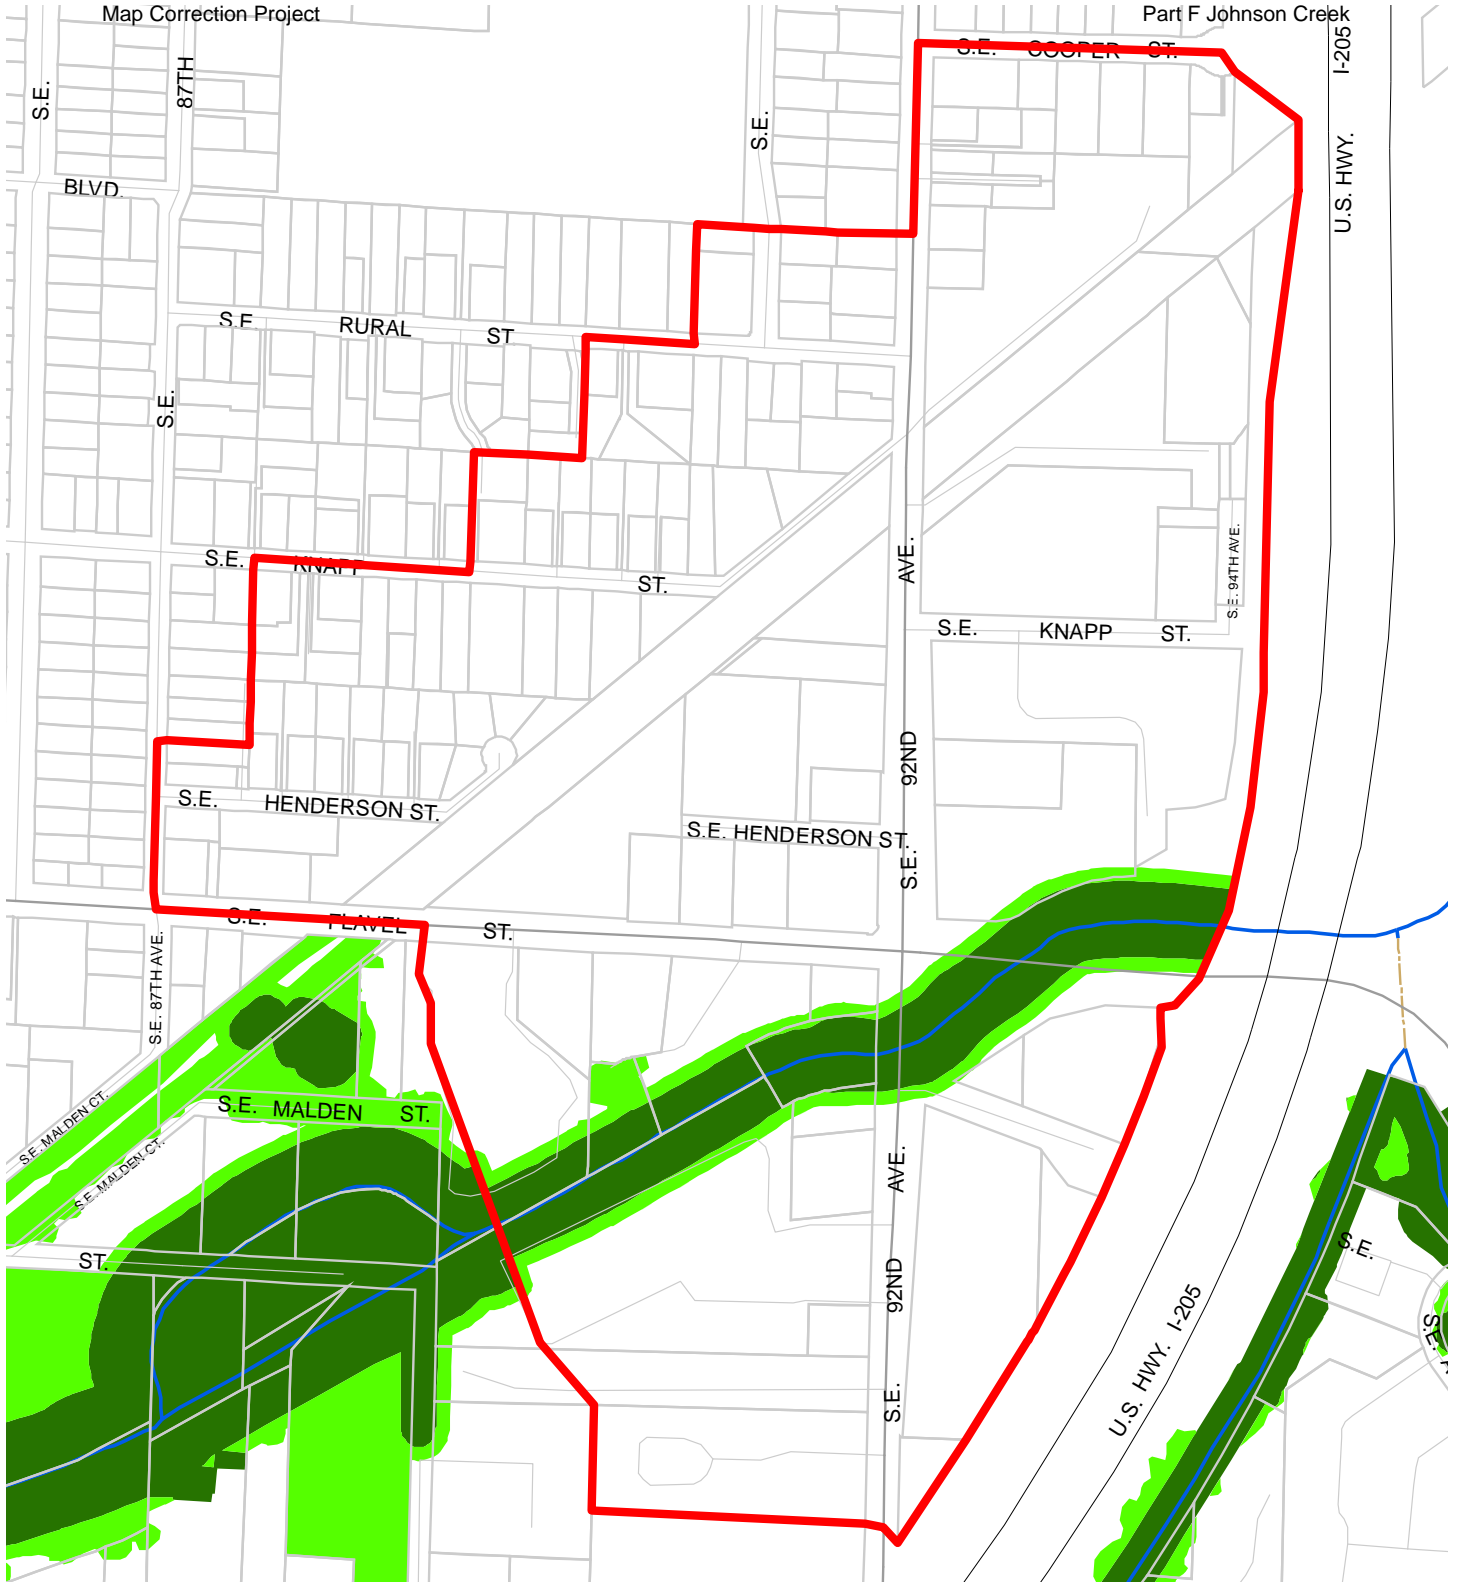 Map Correction Project
Part F Johnson Creek
S.E. COOPER ST.
I-205
U.S. HWY.
S.E.
87TH
S.E.
BLVD.
S.E. RURAL ST
S.E.
S.E. KNAPP ST.
AVE.
S.E. 94TH AVE.
S.E. KNAPP ST.
92ND
S.E. HENDERSON ST.
S.E. HENDERSON ST.
S.E.
S.E. FLAVEL ST.
S.E. 87TH AVE.
S.E. MALDEN ST.
S.E. MALDEN CT.
S.E. MALDEN CT.
AVE.
ST.
92ND
S.E.
S.E.
S.E.
U.S. HWY. I-205